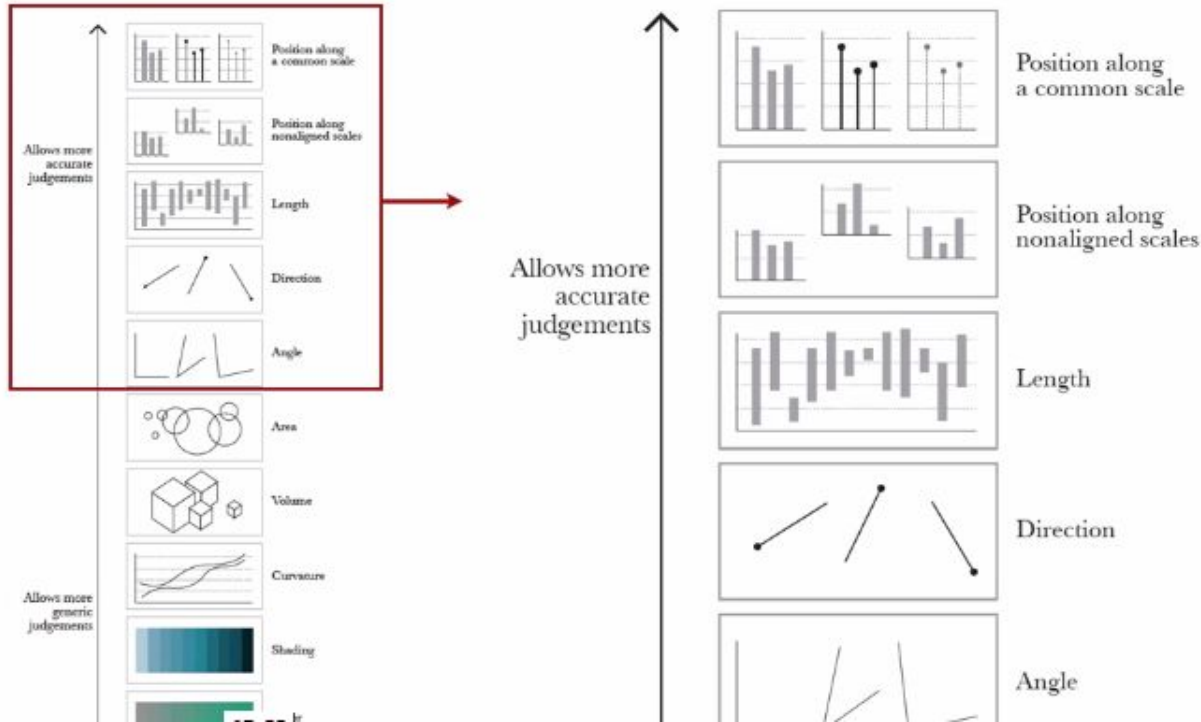 Position along
a common scale
Position along
nonaligned scales
Allows more
accurate
judgements
Length
Direction
Angle
Area
Volume
Curvature
Allows more
generic
judgements
Shading
Position along
a common scale
Position along
nonaligned scales
Allows more
accurate
judgements
Length
Direction
Angle